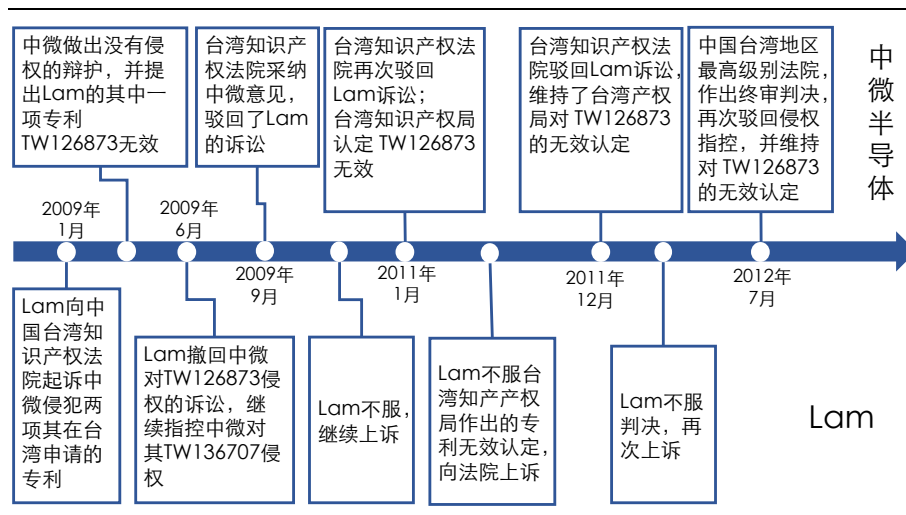 中微做出没有侵
权的辩护，并提
出Lam的其中一
项专利
TW126873无效
台湾知识产
权法院采纳
中微意见，
驳回了Lam
的诉讼
台湾知识产权法
院再次驳回
Lam诉讼；
台湾知识产权局
认定 TW126873
无效
台湾知识产权法
院驳回Lam诉讼，
维持了台湾产权
局对 TW126873
的无效认定
中国台湾地区
最高级别法院，
作出终审判决，
再次驳回侵权
指控，并维持
对 TW126873
的无效认定
中
微
半
导
体
2009年
1月
2009年
6月
2009年
9月
2011年
1月
2011年
12月
2012年
7月
Lam向中
国台湾知
识产权法
院起诉中
微侵犯两
项其在台
湾申请的
专利
Lam撤回中微
对TW126873侵
权的诉讼，继
续指控中微对
其TW136707侵
权
Lam不服，
继续上诉
Lam不服台
湾知产产权
局作出的专
利无效认定，
向法院上诉
Lam不服
判决，再
次上诉
Lam